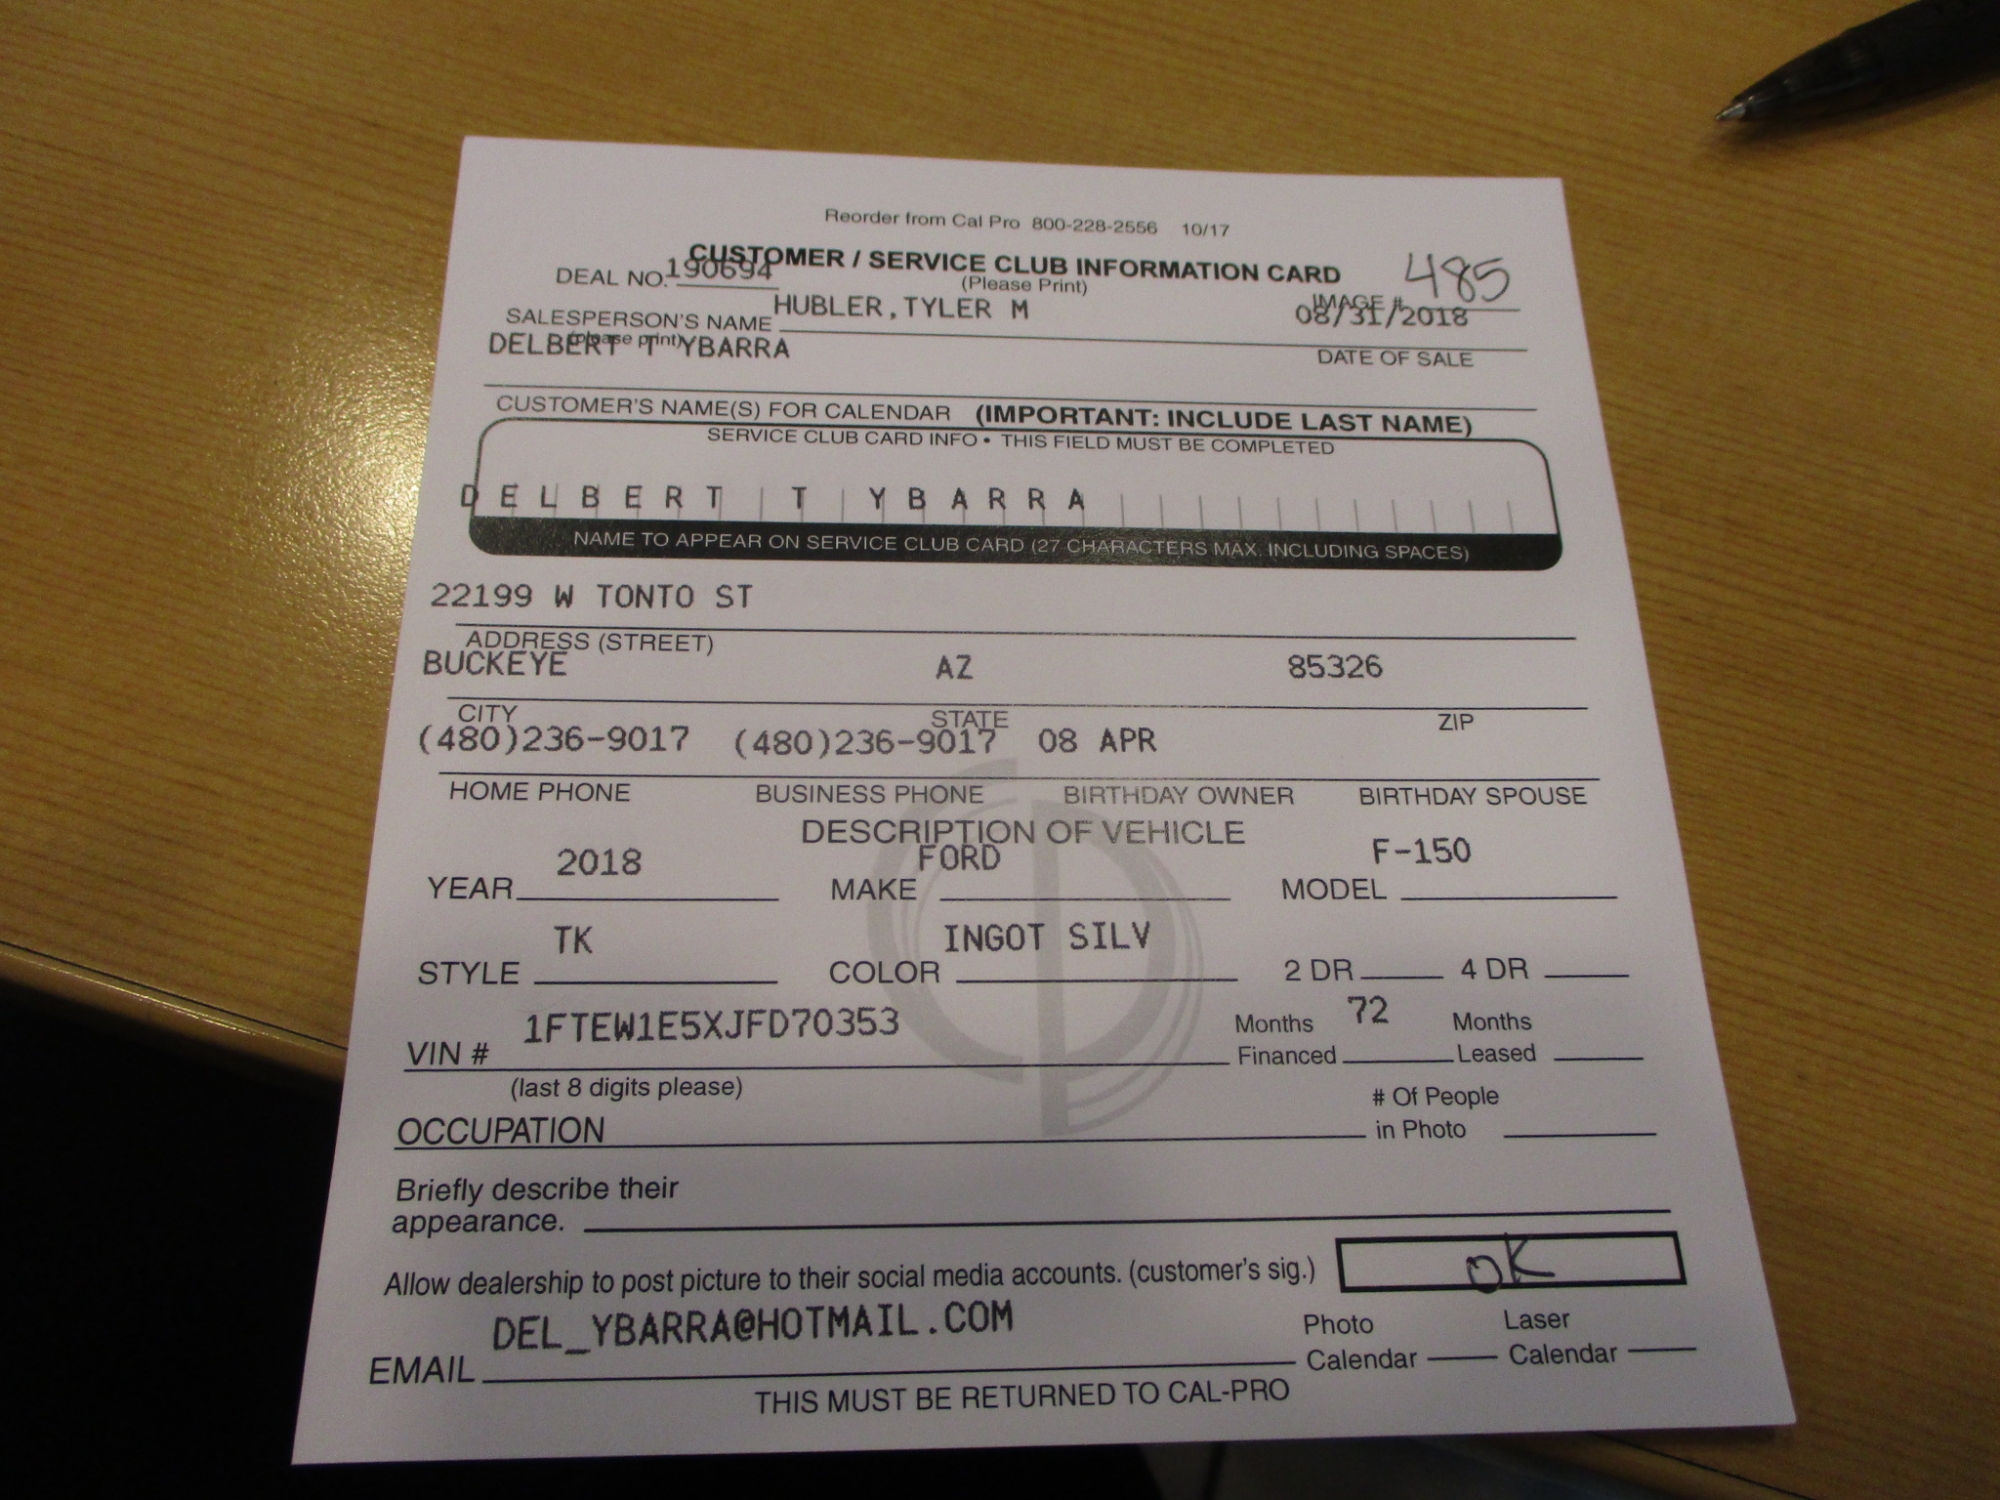 Reorder from Cal Pro 800-228-2556 10/17
CUSTOMER / SERVICE CLUB INFORMATION CARD
(Please Print)
DEAL NO. 190694
IMAGE # 485
SALESPERSON'S NAME HUBLER,TYLER M 08/31/2018
(please print)
DATE OF SALE
DELBERT T YBARRA
CUSTOMER'S NAME(S) FOR CALENDAR (IMPORTANT: INCLUDE LAST NAME)
SERVICE CLUB CARD INFO • THIS FIELD MUST BE COMPLETED
DELBERT T YBARRA
NAME TO APPEAR ON SERVICE CLUB CARD (27 CHARACTERS MAX. INCLUDING SPACES)
22199 W TONTO ST
ADDRESS (STREET)
BUCKEYE AZ 85326
CITY STATE ZIP
(480)236-9017 (480)236-9017 08 APR
HOME PHONE BUSINESS PHONE BIRTHDAY OWNER BIRTHDAY SPOUSE
DESCRIPTION OF VEHICLE
YEAR 2018 MAKE FORD MODEL F-150
STYLE TK COLOR INGOT SILV 2 DR 4 DR
VIN # 1FTEW1E5XJFD70353 Months Financed 72 Months Leased
(last 8 digits please)
OCCUPATION # Of People in Photo
Briefly describe their
appearance.
Allow dealership to post picture to their social media accounts. (customer's sig.) OK
EMAIL DEL_YBARRA@HOTMAIL.COM Photo Calendar Laser Calendar
THIS MUST BE RETURNED TO CAL-PRO